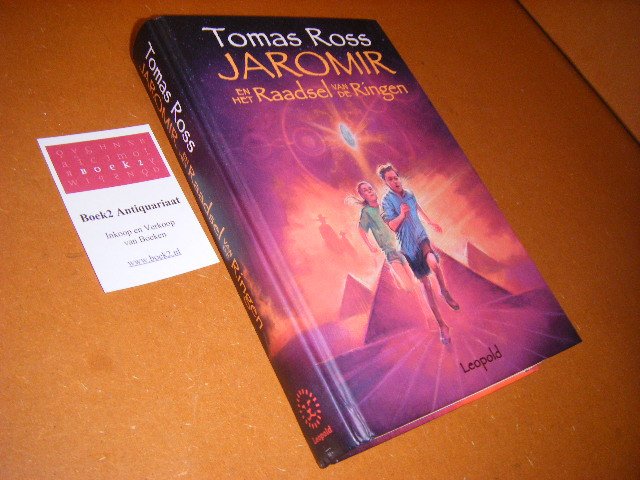 Tomas Ross
JAROMIR
EN HET Raadsel VAN DE Ringen
Leopold
Tomas Ross
JAROMIR EN HET Raadsel VAN DE Ringen
Leopold
BOEK2
Boek2 Antiquariaat
Inkoop en Verkoop
van Boeken
www.boek2.nl